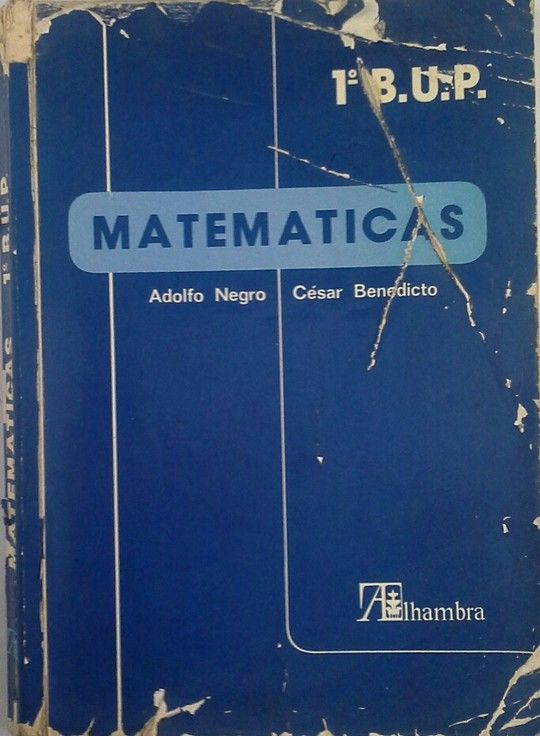 1º B.U.P.
MATEMATICAS
Adolfo Negro César Benedicto
Alhambra
MATEMATICAS 1º B.U.P.